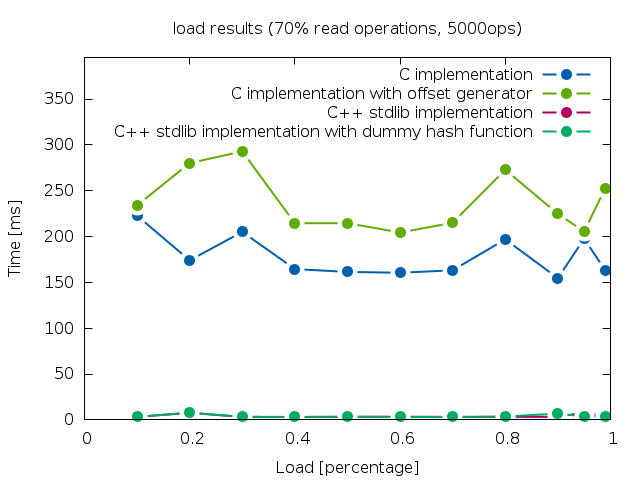 load results (70% read operations, 5000ops)
C implementation
C implementation with offset generator
C++ stdlib implementation
C++ stdlib implementation with dummy hash function
350
300
250
200
150
100
50
0
Time [ms]
0 0.2 0.4 0.6 0.8 1
Load [percentage]